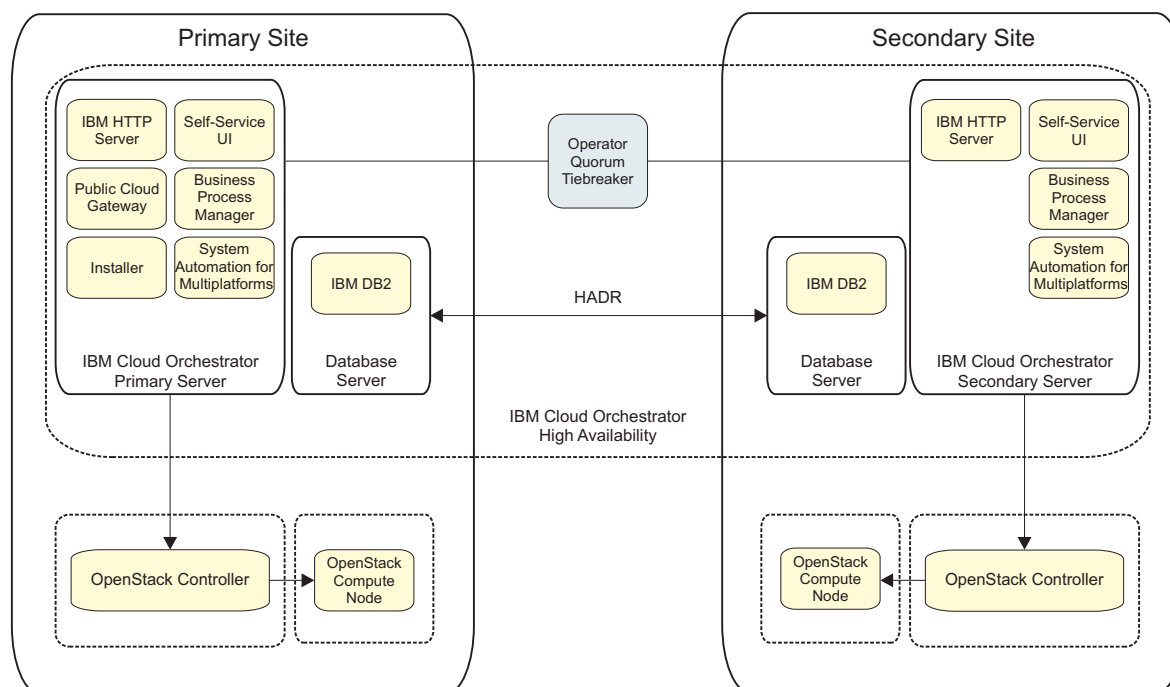 Primary Site
Secondary Site
IBM HTTP
Server
Self-Service
UI
Public Cloud
Gateway
Business
Process
Manager
Installer
System
Automation for
Multiplatforms
IBM Cloud Orchestrator
Primary Server
IBM DB2
Database
Server
Operator
Quorum
Tiebreaker
HADR
IBM Cloud Orchestrator
High Availability
IBM DB2
Database
Server
IBM HTTP
Server
Self-Service
UI
Business
Process
Manager
System
Automation for
Multiplatforms
IBM Cloud Orchestrator
Secondary Server
OpenStack Controller
OpenStack
Compute
Node
OpenStack
Compute
Node
OpenStack Controller